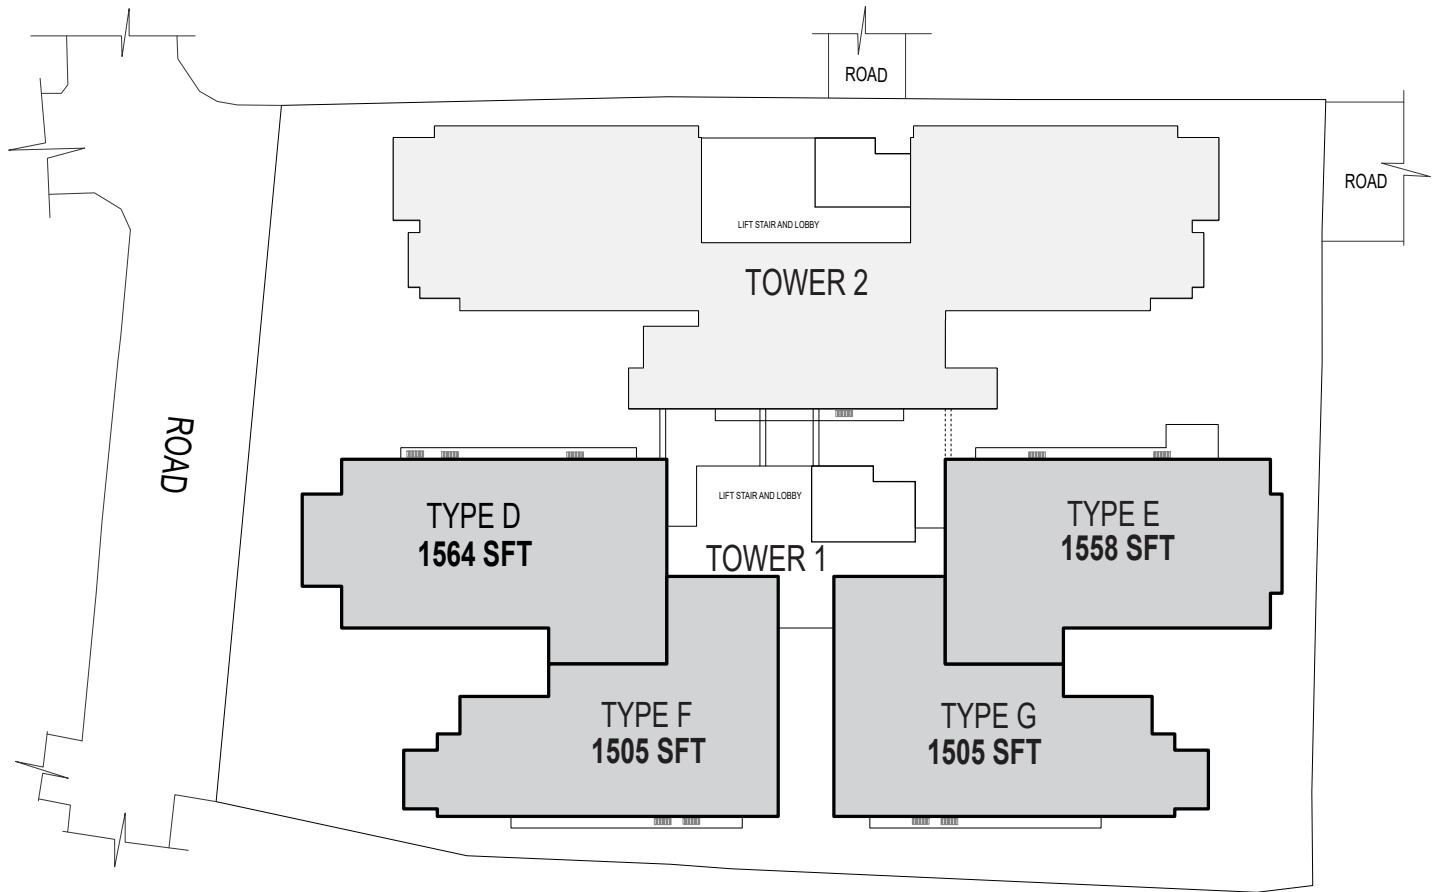 ROAD
ROAD
LIFT STAIR AND LOBBY
TOWER 2
ROAD
TYPE D
1564 SFT
LIFT STAIR AND LOBBY
TOWER 1
TYPE E
1558 SFT
TYPE F
1505 SFT
TYPE G
1505 SFT